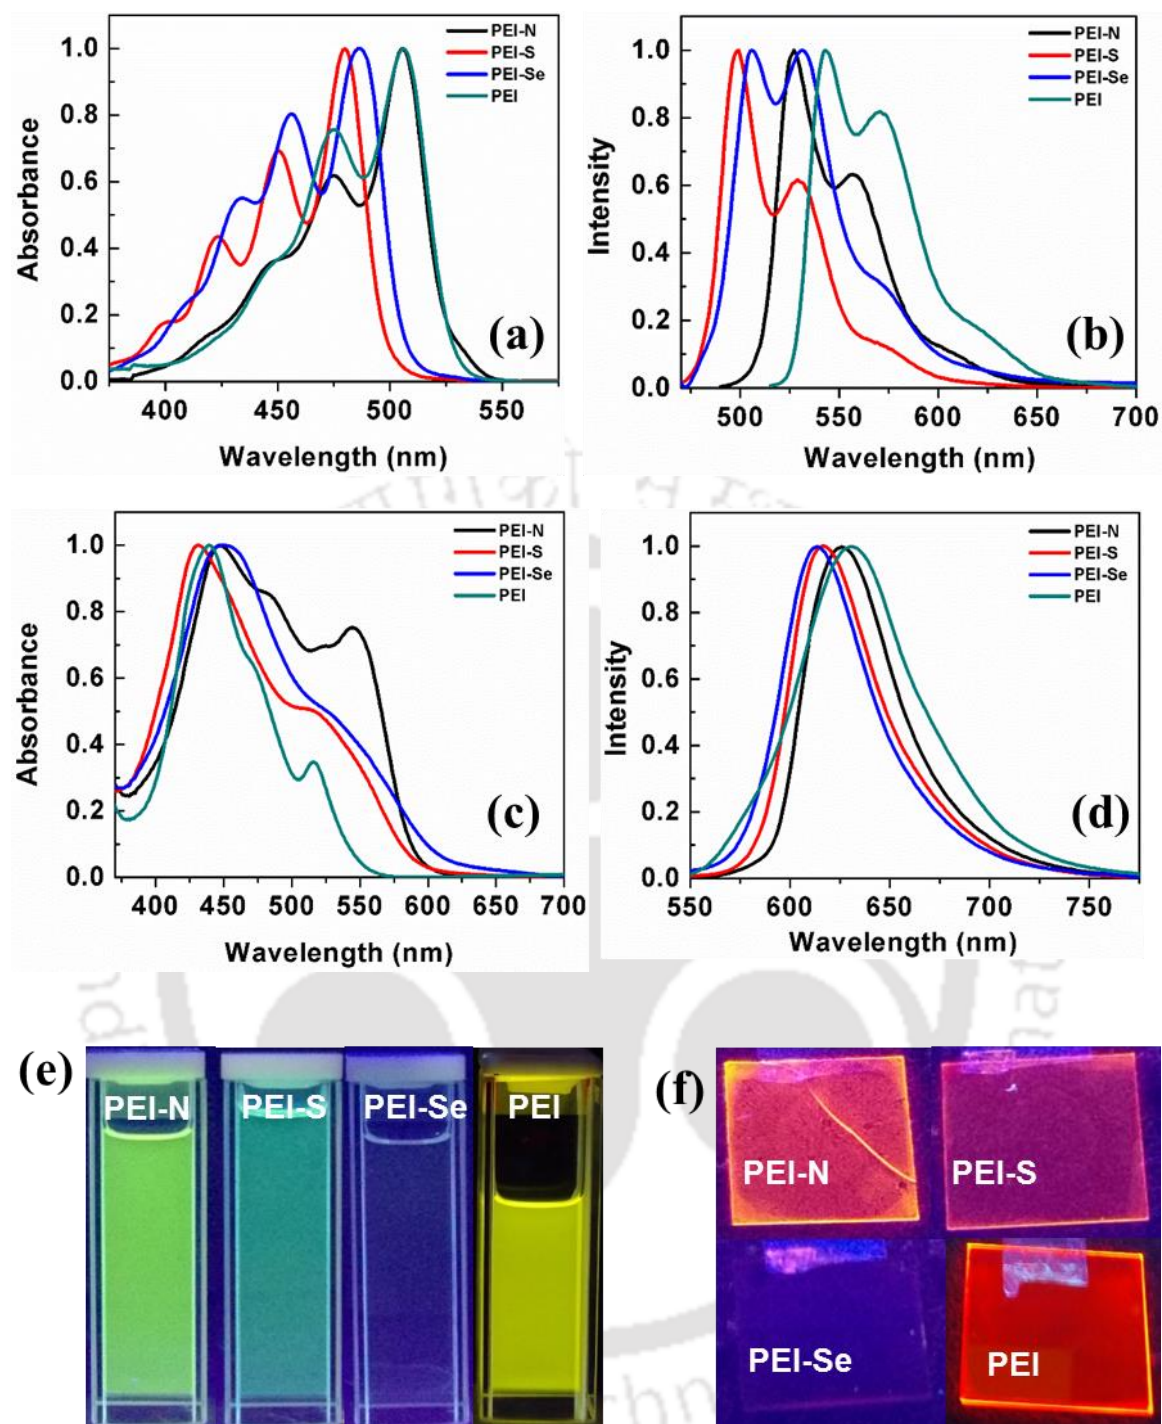 PEI-N
PEI-S
PEI-Se
PEI
1.0
0.8
0.6
0.4
0.2
0.0
Absorbance
(a)
400 450 500 550
Wavelength (nm)
PEI-N
PEI-S
PEI-Se
PEI
1.0
0.8
0.6
0.4
0.2
0.0
Intensity
(b)
500 550 600 650 700
Wavelength (nm)
PEI-N
PEI-S
PEI-Se
PEI
1.0
0.8
0.6
0.4
0.2
0.0
Absorbance
(c)
400 450 500 550 600 650 700
Wavelength (nm)
PEI-N
PEI-S
PEI-Se
PEI
1.0
0.8
0.6
0.4
0.2
0.0
Intensity
(d)
550 600 650 700 750
Wavelength (nm)
(e)
PEI-N PEI-S PEI-Se PEI
(f)
PEI-N PEI-S
PEI-Se PEI